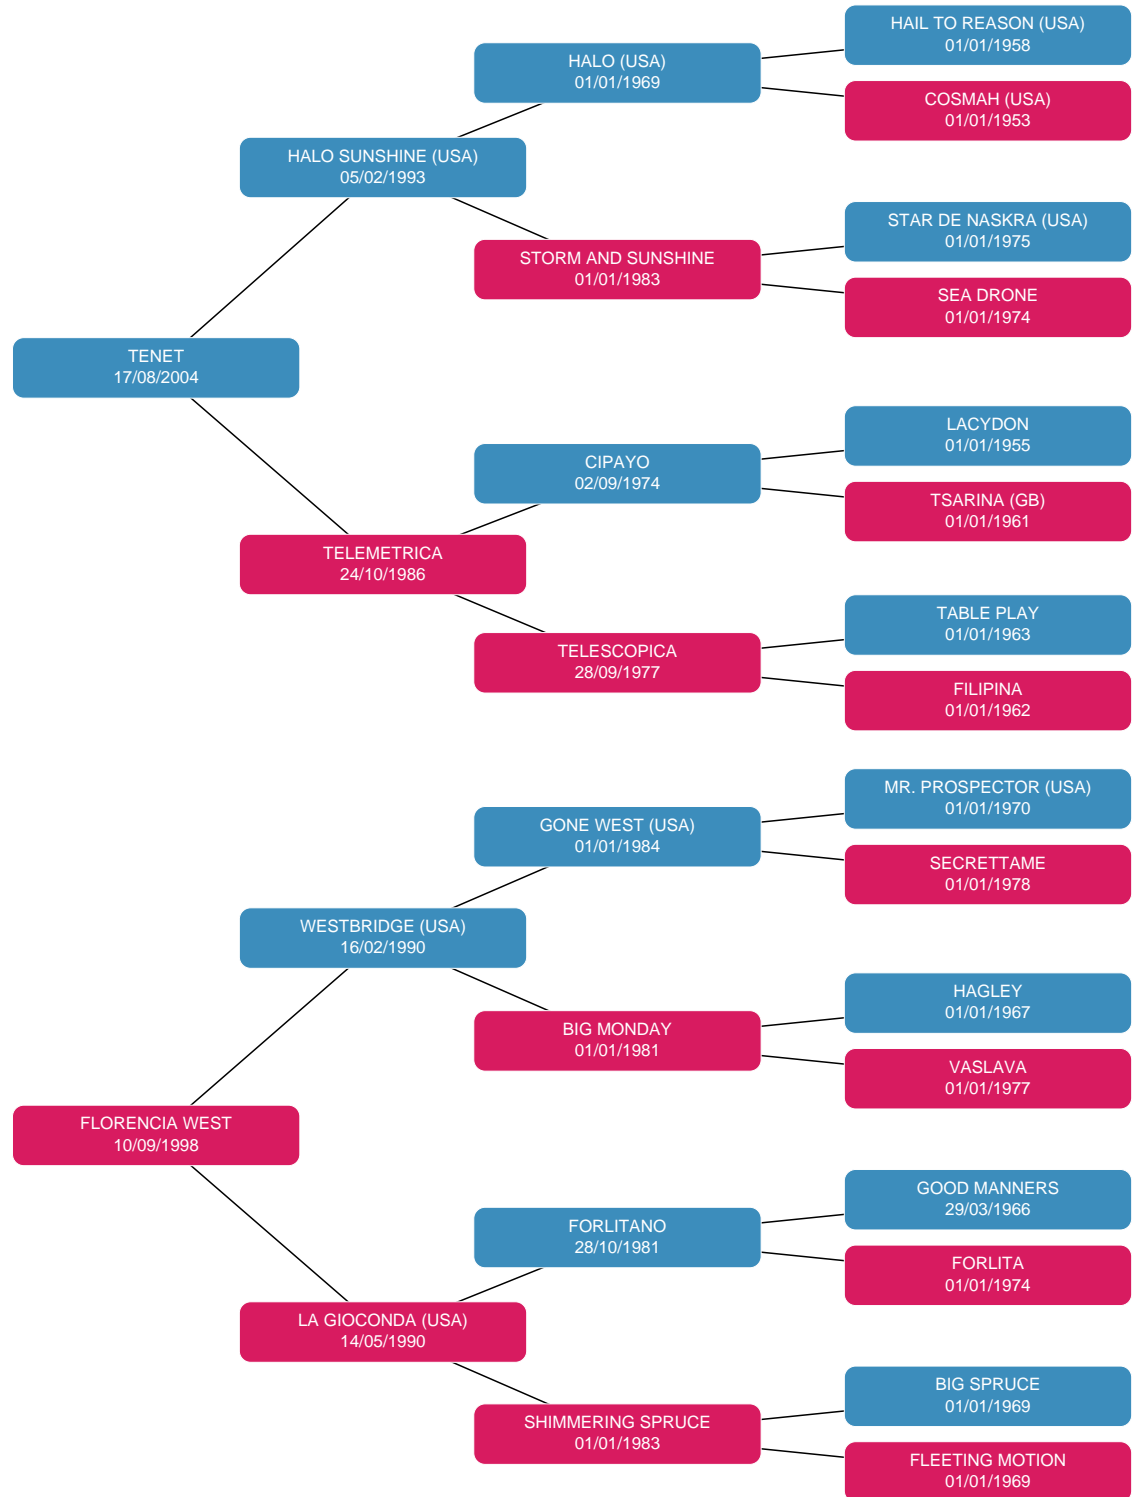 HAIL TO REASON (USA)
01/01/1958
HALO (USA)
01/01/1969
COSMAH (USA)
01/01/1953
HALO SUNSHINE (USA)
05/02/1993
STAR DE NASKRA (USA)
01/01/1975
STORM AND SUNSHINE
01/01/1983
SEA DRONE
01/01/1974
TENET
17/08/2004
LACYDON
01/01/1955
CIPAYO
02/09/1974
TSARINA (GB)
01/01/1961
TELEMETRICA
24/10/1986
TABLE PLAY
01/01/1963
TELESCOPICA
28/09/1977
FILIPINA
01/01/1962
MR. PROSPECTOR (USA)
01/01/1970
GONE WEST (USA)
01/01/1984
SECRETTAME
01/01/1978
WESTBRIDGE (USA)
16/02/1990
HAGLEY
01/01/1967
BIG MONDAY
01/01/1981
VASLAVA
01/01/1977
FLORENCIA WEST
10/09/1998
GOOD MANNERS
29/03/1966
FORLITANO
28/10/1981
FORLITA
01/01/1974
LA GIOCONDA (USA)
14/05/1990
BIG SPRUCE
01/01/1969
SHIMMERING SPRUCE
01/01/1983
FLEETING MOTION
01/01/1969